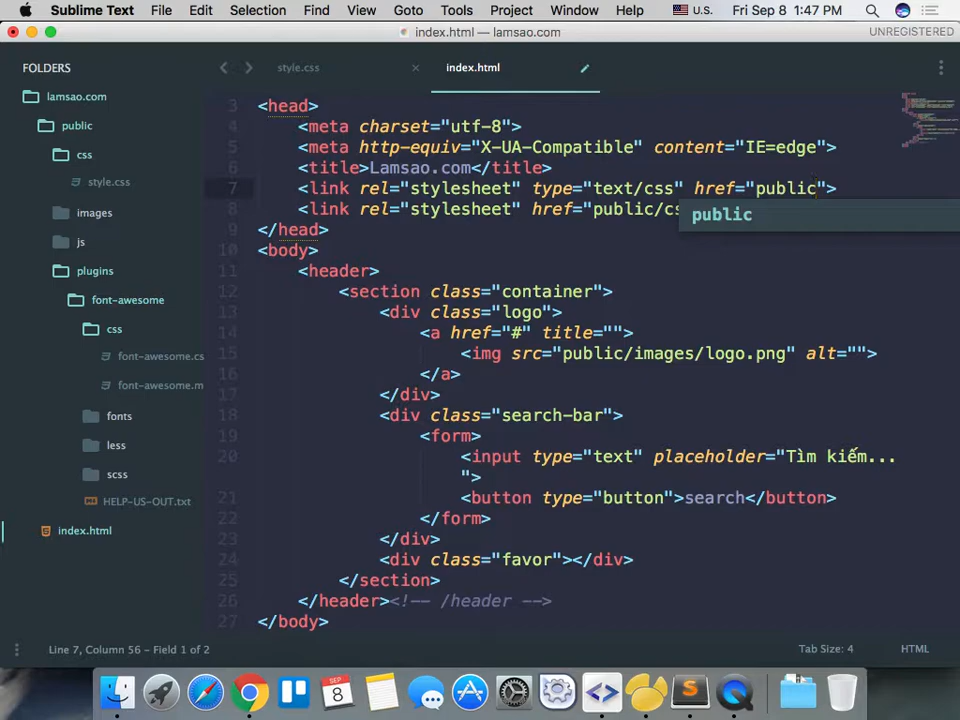 Sublime Text File Edit Selection Find View Goto Tools Project Window Help U.S. Fri Sep 8 1:47 PM
index.html — lamsao.com UNREGISTERED
FOLDERS
lamsao.com
public
css
style.css
images
js
plugins
font-awesome
css
font-awesome.cs
font-awesome.m
fonts
less
scss
HELP-US-OUT.txt
index.html
style.css × index.html
3 <head>
4 <meta charset="utf-8">
5 <meta http-equiv="X-UA-Compatible" content="IE=edge">
6 <title>Lamsao.com</title>
7 <link rel="stylesheet" type="text/css" href="public">
8 <link rel="stylesheet" href="public/cs
public
9 </head>
10 <body>
11 <header>
12 <section class="container">
13 <div class="logo">
14 <a href="#" title="">
15 <img src="public/images/logo.png" alt="">
16 </a>
17 </div>
18 <div class="search-bar">
19 <form>
20 <input type="text" placeholder="Tìm kiếm...
">
21 <button type="button">search</button>
22 </form>
23 </div>
24 <div class="favor"></div>
25 </section>
26 </header><!-- /header -->
27 </body>
Line 7, Column 56 - Field 1 of 2 Tab Size: 4 HTML
SEP
8